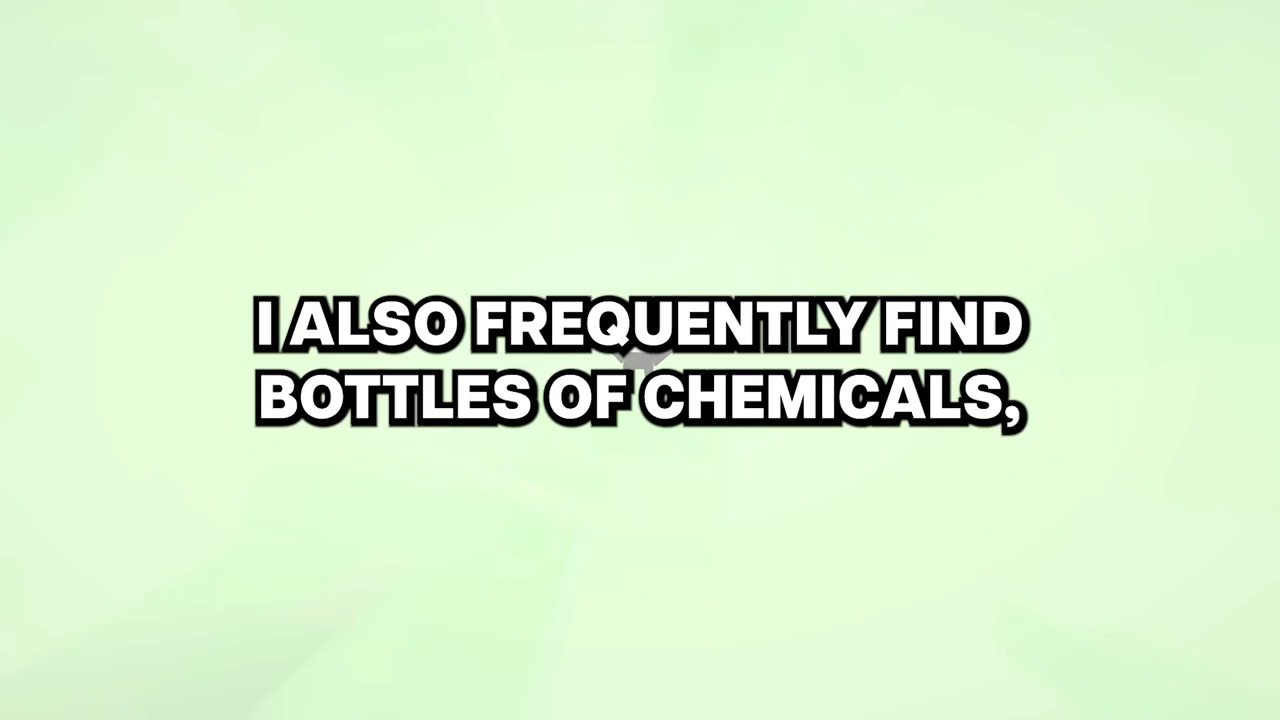 I ALSO FREQUENTLY FIND
BOTTLES OF CHEMICALS,